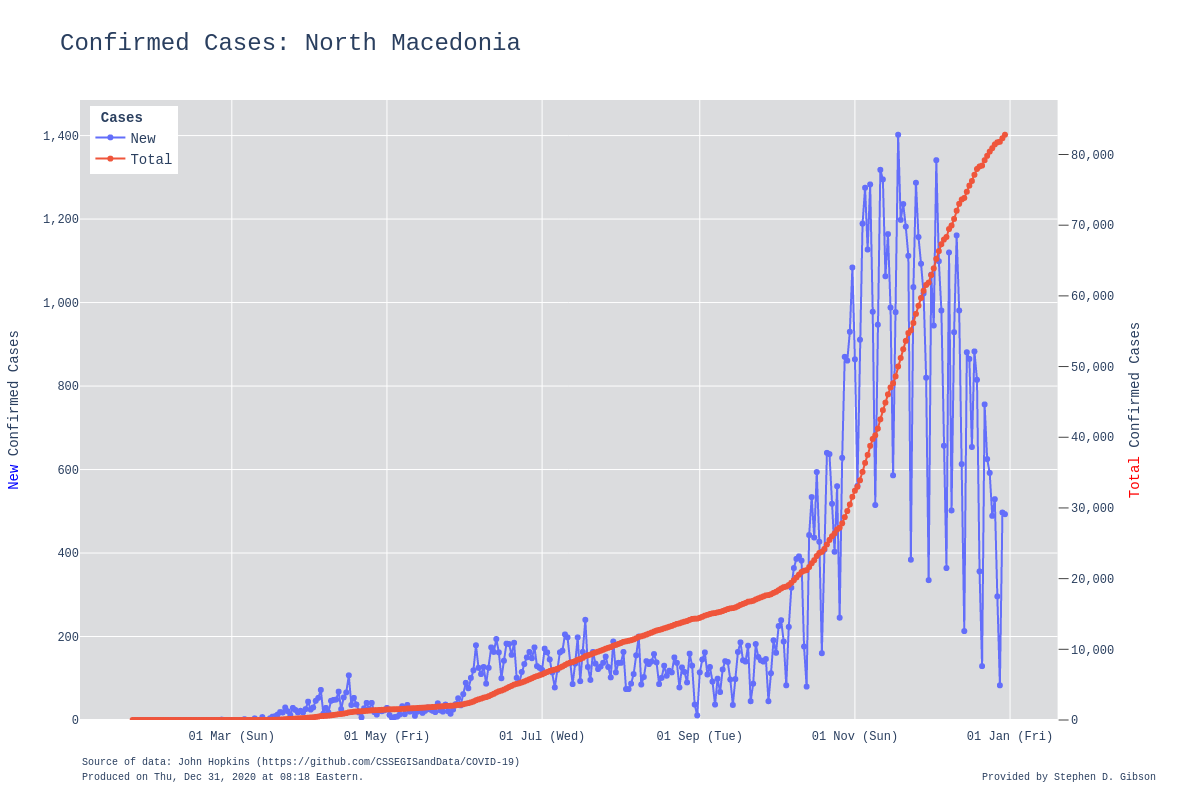 Confirmed Cases: North Macedonia
Cases
New
Total
1,400
1,200
1,000
800
600
400
200
0
New Confirmed Cases
80,000
70,000
60,000
50,000
40,000
30,000
20,000
10,000
0
Total Confirmed Cases
01 Mar (Sun) 01 May (Fri) 01 Jul (Wed) 01 Sep (Tue) 01 Nov (Sun) 01 Jan (Fri)
Source of data: John Hopkins (https://github.com/CSSEGISandData/COVID-19)
Produced on Thu, Dec 31, 2020 at 08:18 Eastern.
Provided by Stephen D. Gibson